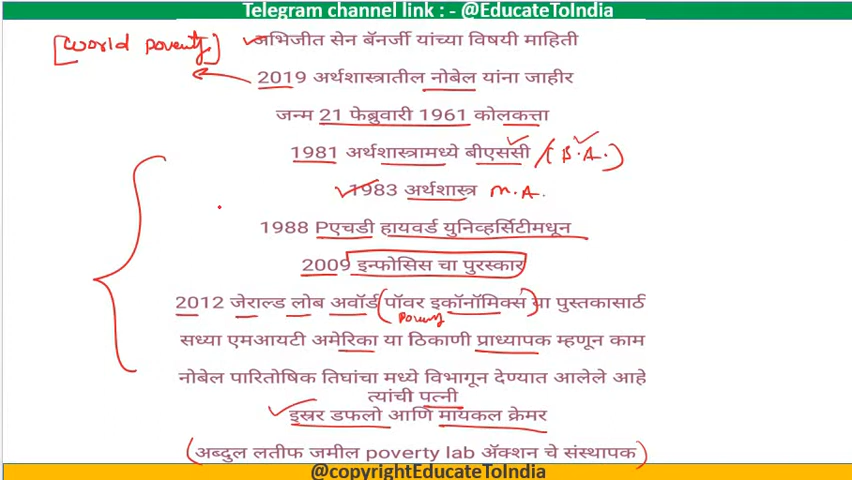 Telegram channel link : - @EducateToIndia
[world poverty]
अभिजीत सेन बॅनर्जी यांच्या विषयी माहिती
2019 अर्थशास्त्रातील नोबेल यांना जाहीर
जन्म 21 फेब्रुवारी 1961 कोलकत्ता
1981 अर्थशास्त्रामध्ये बीएससी (B.A.)
1983 अर्थशास्त्र M.A.
1988 Pएचडी हायवर्ड युनिव्हर्सिटीमधून
2009 इन्फोसिस चा पुरस्कार
2012 जेराल्ड लोब अवॉर्ड (पॉवर इकॉनॉमिक्स) या पुस्तकासाठ
poverty
सध्या एमआयटी अमेरिका या ठिकाणी प्राध्यापक म्हणून काम
नोबेल पारितोषिक तिघांचा मध्ये विभागून देण्यात आलेले आहे
त्यांची पत्नी
इस्रर डफलो आणि मायकल क्रेमर
(अब्दुल लतीफ जमील poverty lab ॲक्शन चे संस्थापक)
@copyrightEducateToIndia